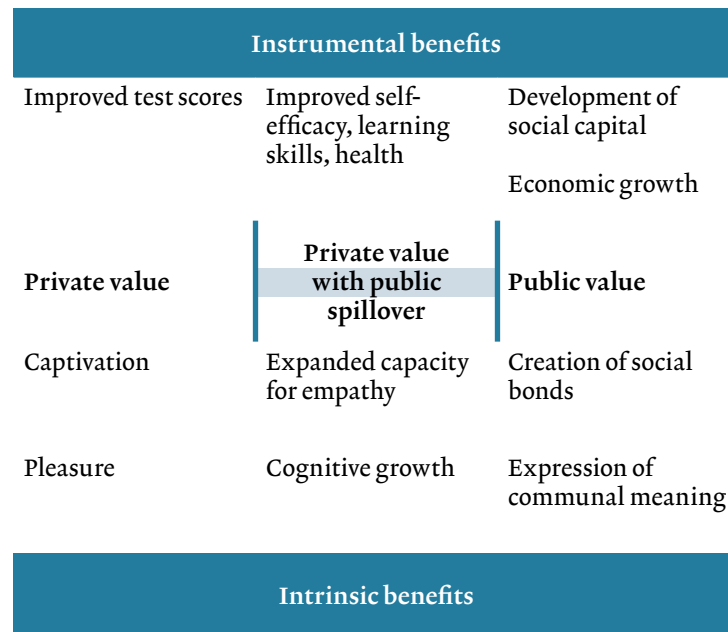 Instrumental benefits
Improved test scores
Improved self-
efficacy, learning
skills, health
Development of
social capital
Economic growth
Private value
Private value
with public
spillover
Public value
Captivation
Expanded capacity
for empathy
Creation of social
bonds
Pleasure
Cognitive growth
Expression of
communal meaning
Intrinsic benefits